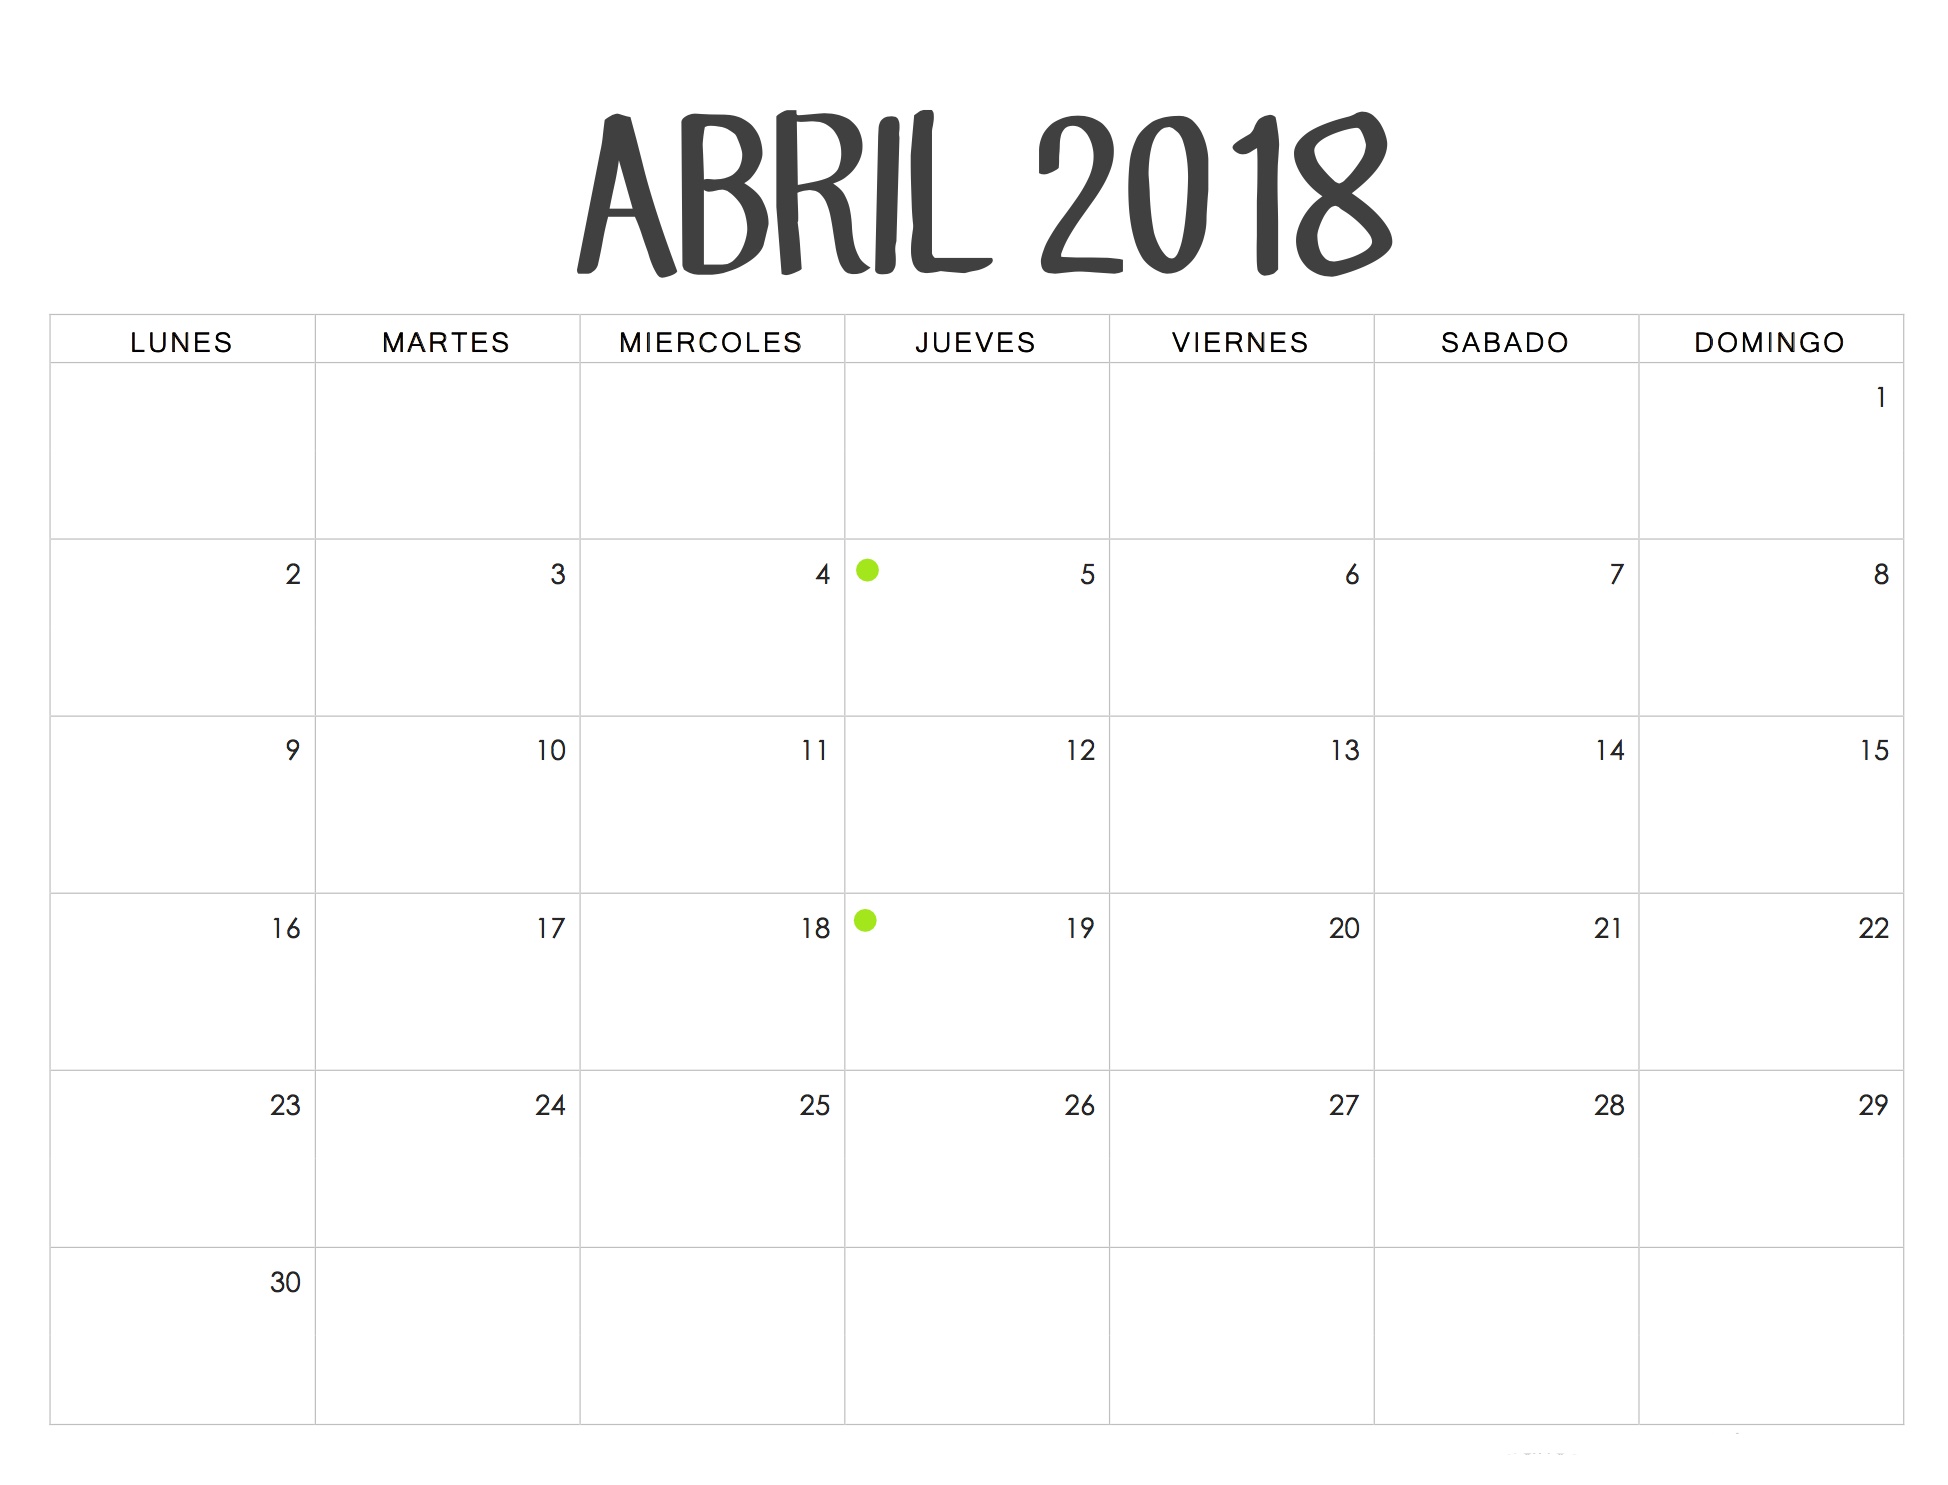 ABRIL 2018
LUNES MARTES MIERCOLES JUEVES VIERNES SABADO DOMINGO
1
2 3 4 5 6 7 8
9 10 11 12 13 14 15
16 17 18 19 20 21 22
23 24 25 26 27 28 29
30